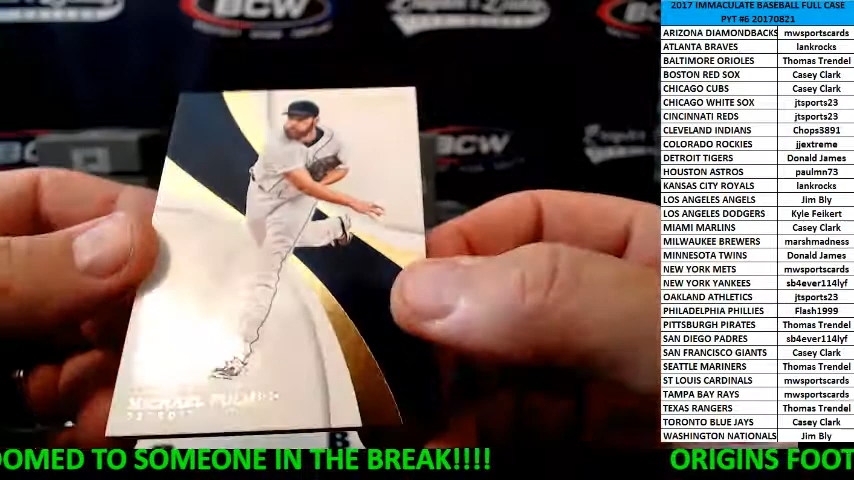 2017 IMMACULATE BASEBALL FULL CASE
PYT #6 20170821
ARIZONA DIAMONDBACKS mwsportscards
ATLANTA BRAVES lankrocks
BALTIMORE ORIOLES Thomas Trendel
BOSTON RED SOX Casey Clark
CHICAGO CUBS Casey Clark
CHICAGO WHITE SOX jtsports23
CINCINATTI REDS jtsports23
CLEVELAND INDIANS Chops3891
COLORADO ROCKIES jjextreme
DETROIT TIGERS Donald James
HOUSTON ASTROS paulmn73
KANSAS CITY ROYALS lankrocks
LOS ANGELES ANGELS Jim Bly
LOS ANGELES DODGERS Kyle Feikert
MIAMI MARLINS Casey Clark
MILWAUKEE BREWERS marshmadness
MINNESOTA TWINS Donald James
NEW YORK METS mwsportscards
NEW YORK YANKEES sb4ever114lyf
OAKLAND ATHLETICS jtsports23
PHILADELPHIA PHILLIES Flash1999
PITTSBURGH PIRATES Thomas Trendel
SAN DIEGO PADRES sb4ever114lyf
SAN FRANCISCO GIANTS Casey Clark
SEATTLE MARINERS Thomas Trendel
ST LOUIS CARDINALS mwsportscards
TAMPA BAY RAYS mwsportscards
TEXAS RANGERS Thomas Trendel
TORONTO BLUE JAYS Casey Clark
WASHINGTON NATIONALS Jim Bly
BCW
BCW
MICHAEL FULMER
DETROIT
OOMED TO SOMEONE IN THE BREAK!!!! ORIGINS FOOT